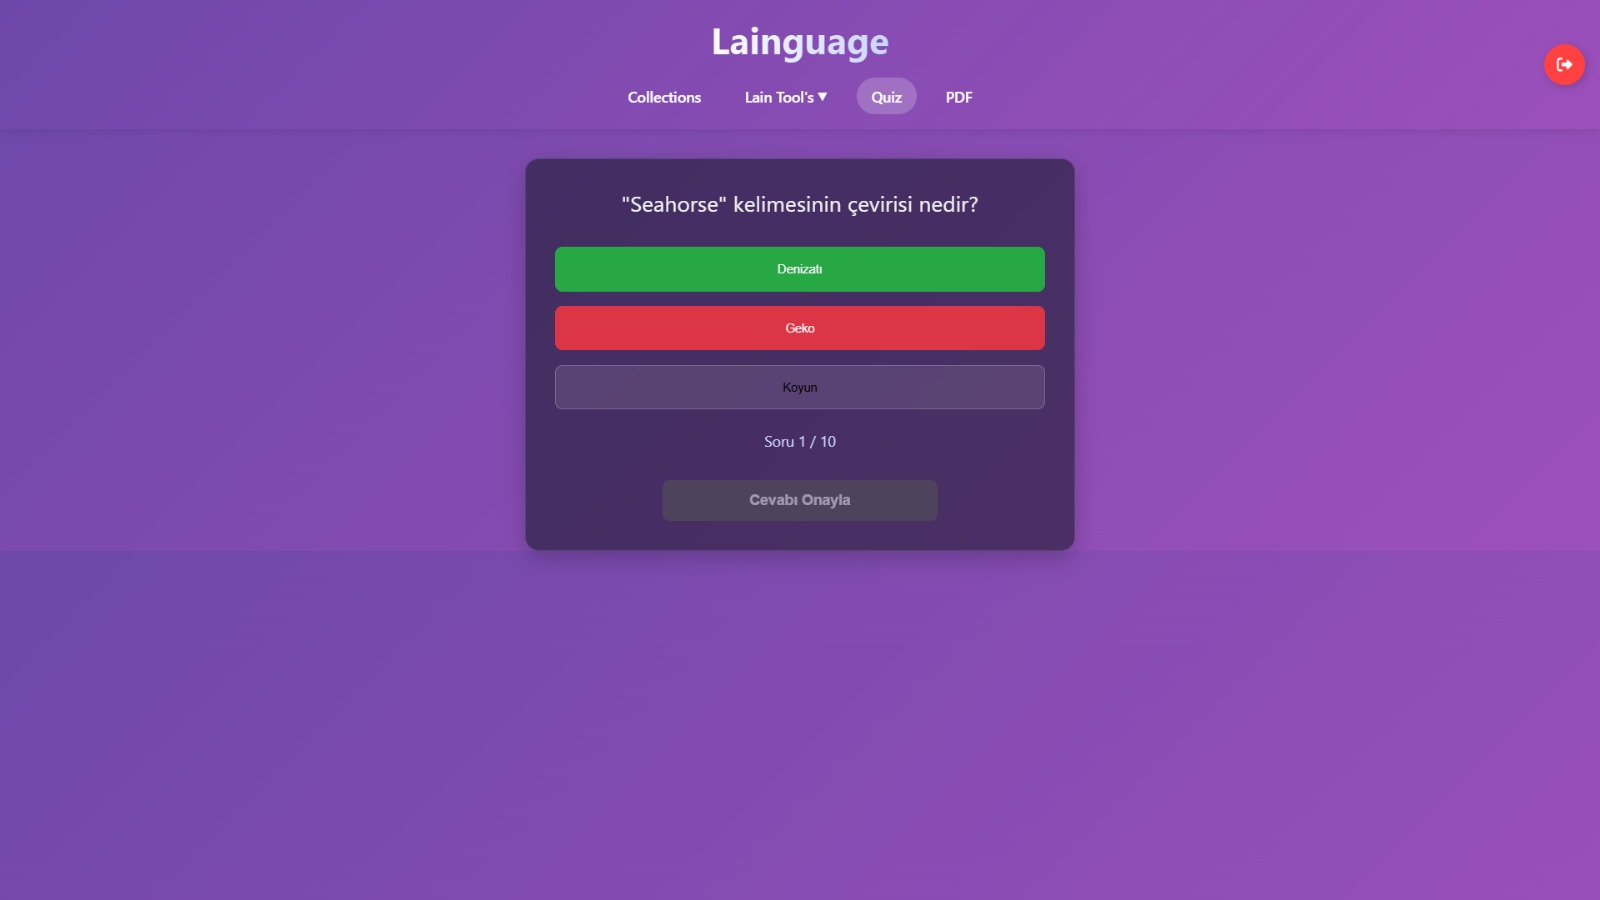 Lainguage
Collections
Lain Tool's ▼
Quiz
PDF
"Seahorse" kelimesinin çevirisi nedir?
Denizatı
Geko
Koyun
Soru 1 / 10
Cevabı Onayla